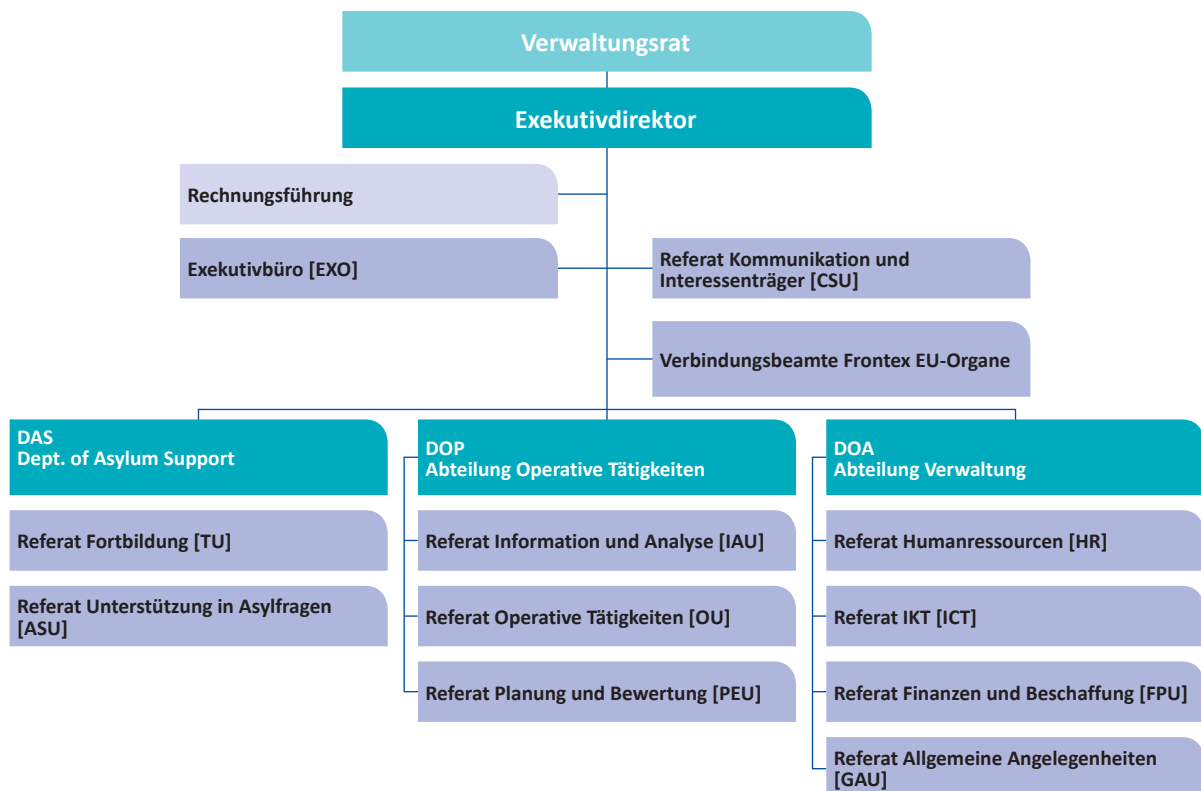 Verwaltungsrat
Exekutivdirektor
Rechnungsführung
Exekutivbüro [EXO]
Referat Kommunikation und
Interessenträger [CSU]
Verbindungsbeamte Frontex EU-Organe
DAS
Dept. of Asylum Support
Referat Fortbildung [TU]
Referat Unterstützung in Asylfragen
[ASU]
DOP
Abteilung Operative Tätigkeiten
Referat Information und Analyse [IAU]
Referat Operative Tätigkeiten [OU]
Referat Planung und Bewertung [PEU]
DOA
Abteilung Verwaltung
Referat Humanressourcen [HR]
Referat IKT [ICT]
Referat Finanzen und Beschaffung [FPU]
Referat Allgemeine Angelegenheiten
[GAU]